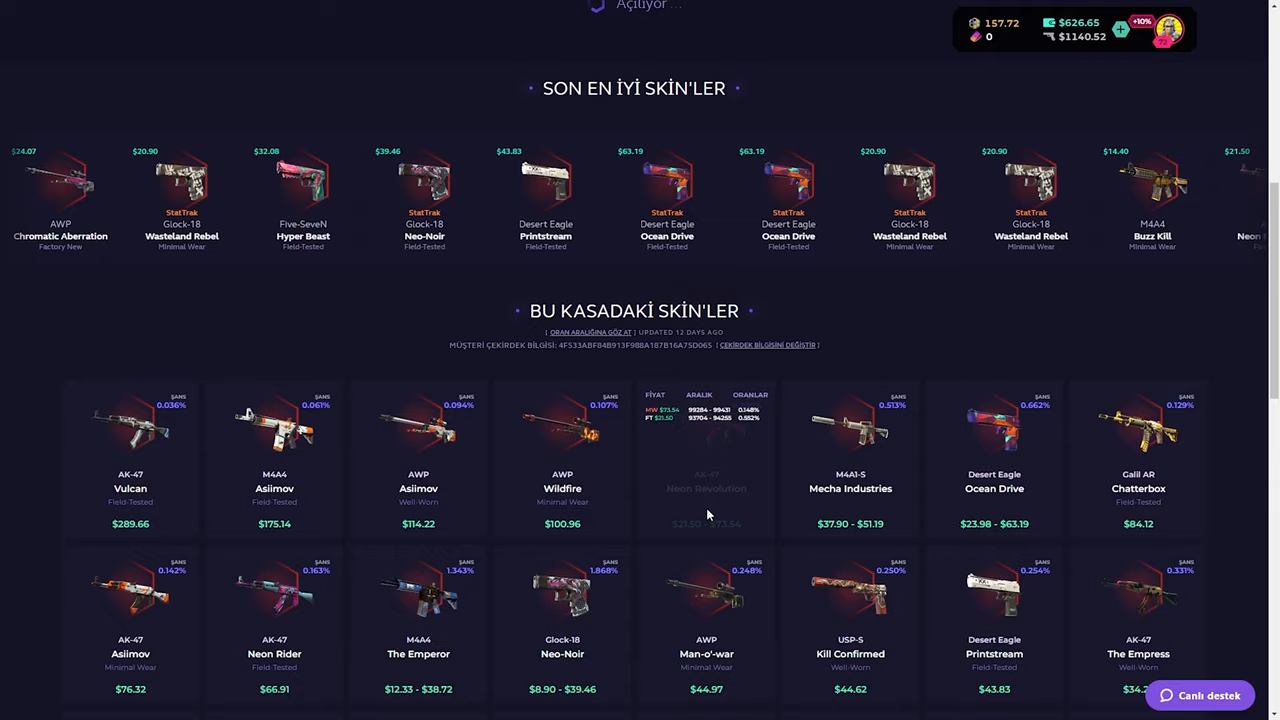 Açılıyor ...
157.72
0
$626.65
$1140.52
+10%
72
SON EN İYİ SKİN'LER
$24.07
AWP
Chromatic Aberration
Factory New
$20.90
StatTrak
Glock-18
Wasteland Rebel
Minimal Wear
$32.08
Five-SeveN
Hyper Beast
Field-Tested
$39.46
StatTrak
Glock-18
Neo-Noir
Field-Tested
$43.83
Desert Eagle
Printstream
Field-Tested
$63.19
StatTrak
Desert Eagle
Ocean Drive
Field-Tested
$63.19
StatTrak
Desert Eagle
Ocean Drive
Field-Tested
$20.90
StatTrak
Glock-18
Wasteland Rebel
Minimal Wear
$20.90
StatTrak
Glock-18
Wasteland Rebel
Minimal Wear
$14.40
M4A4
Buzz Kill
Minimal Wear
$21.50
Neon
BU KASADAKİ SKİN'LER
[ ORAN ARALIĞINA GÖZ AT ] UPDATED 12 DAYS AGO
MÜŞTERİ ÇEKİRDEK BİLGİSİ: 4F533ABF84B913F988A187B16A75D065 [ ÇEKİRDEK BİLGİSİNİ DEĞİŞTİR ]
ŞANS
0.036%
AK-47
Vulcan
Field-Tested
$289.66
ŞANS
0.061%
M4A4
Asiimov
Field-Tested
$175.14
ŞANS
0.094%
AWP
Asiimov
Well-Worn
$114.22
ŞANS
0.107%
AWP
Wildfire
Minimal Wear
$100.96
FİYAT ARALIK ORANLAR
MW $73.54 99284 - 99431 0.148%
FT $21.50 93704 - 94255 0.552%
AK-47
Neon Revolution
$21.50 - $73.54
ŞANS
0.513%
M4A1-S
Mecha Industries
$37.90 - $51.19
ŞANS
0.662%
Desert Eagle
Ocean Drive
$23.98 - $63.19
ŞANS
0.129%
Galil AR
Chatterbox
Field-Tested
$84.12
ŞANS
0.142%
AK-47
Asiimov
Minimal Wear
$76.32
ŞANS
0.163%
AK-47
Neon Rider
Field-Tested
$66.91
ŞANS
1.343%
M4A4
The Emperor
$12.33 - $38.72
ŞANS
1.868%
Glock-18
Neo-Noir
$8.90 - $39.46
ŞANS
0.248%
AWP
Man-o'-war
Minimal Wear
$44.97
ŞANS
0.250%
USP-S
Kill Confirmed
Well-Worn
$44.62
ŞANS
0.254%
Desert Eagle
Printstream
Field-Tested
$43.83
ŞANS
0.331%
AK-47
The Empress
Well-Worn
$34.2
Canlı destek